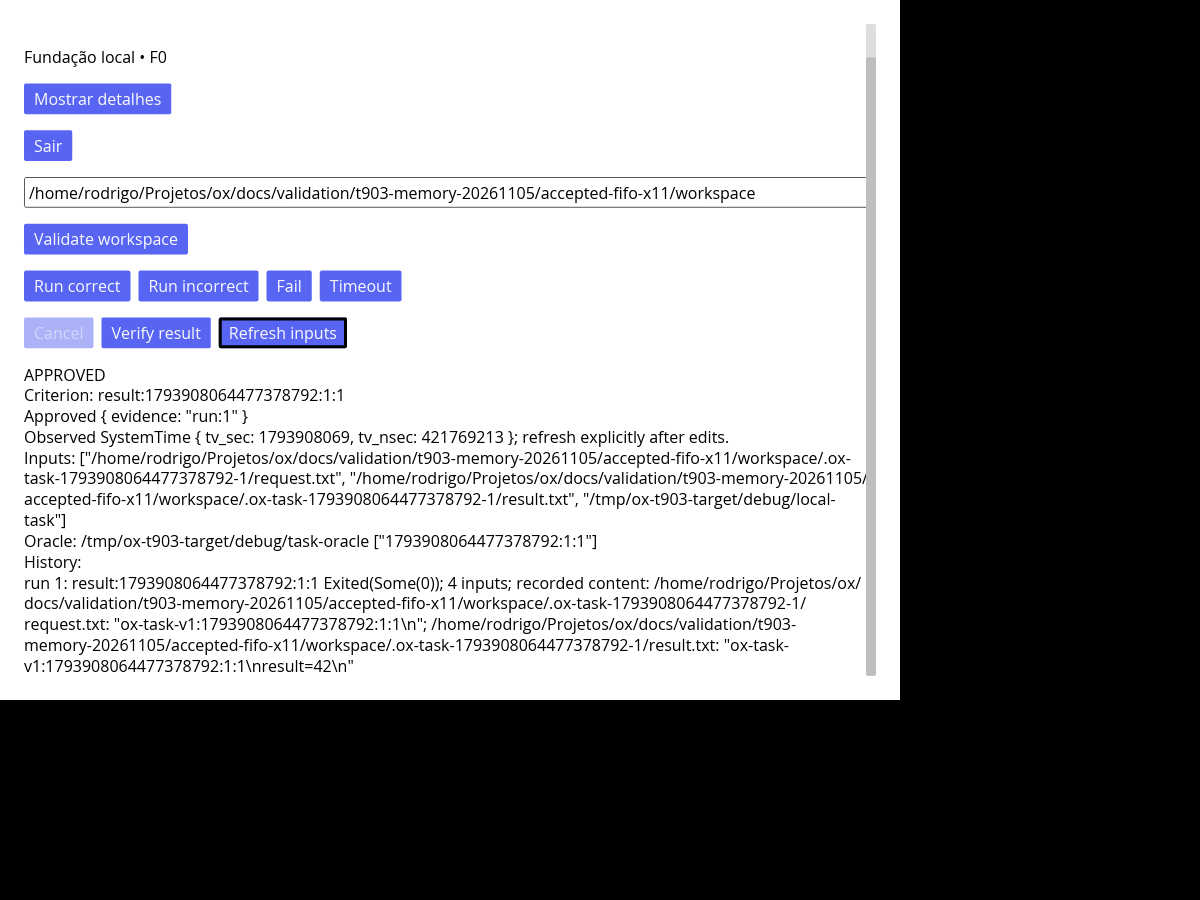 Fundação local • F0
Mostrar detalhes
Sair
/home/rodrigo/Projetos/ox/docs/validation/t903-memory-20261105/accepted-fifo-x11/workspace
Validate workspace
Run correct Run incorrect Fail Timeout
Cancel Verify result Refresh inputs
APPROVED
Criterion: result:1793908064477378792:1:1
Approved { evidence: "run:1" }
Observed SystemTime { tv_sec: 1793908069, tv_nsec: 421769213 }; refresh explicitly after edits.
Inputs: ["/home/rodrigo/Projetos/ox/docs/validation/t903-memory-20261105/accepted-fifo-x11/workspace/.ox-
task-1793908064477378792-1/request.txt", "/home/rodrigo/Projetos/ox/docs/validation/t903-memory-20261105/
accepted-fifo-x11/workspace/.ox-task-1793908064477378792-1/result.txt", "/tmp/ox-t903-target/debug/local-
task"]
Oracle: /tmp/ox-t903-target/debug/task-oracle ["1793908064477378792:1:1"]
History:
run 1: result:1793908064477378792:1:1 Exited(Some(0)); 4 inputs; recorded content: /home/rodrigo/Projetos/ox/
docs/validation/t903-memory-20261105/accepted-fifo-x11/workspace/.ox-task-1793908064477378792-1/
request.txt: "ox-task-v1:1793908064477378792:1:1\n"; /home/rodrigo/Projetos/ox/docs/validation/t903-
memory-20261105/accepted-fifo-x11/workspace/.ox-task-1793908064477378792-1/result.txt: "ox-task-
v1:1793908064477378792:1:1\nresult=42\n"